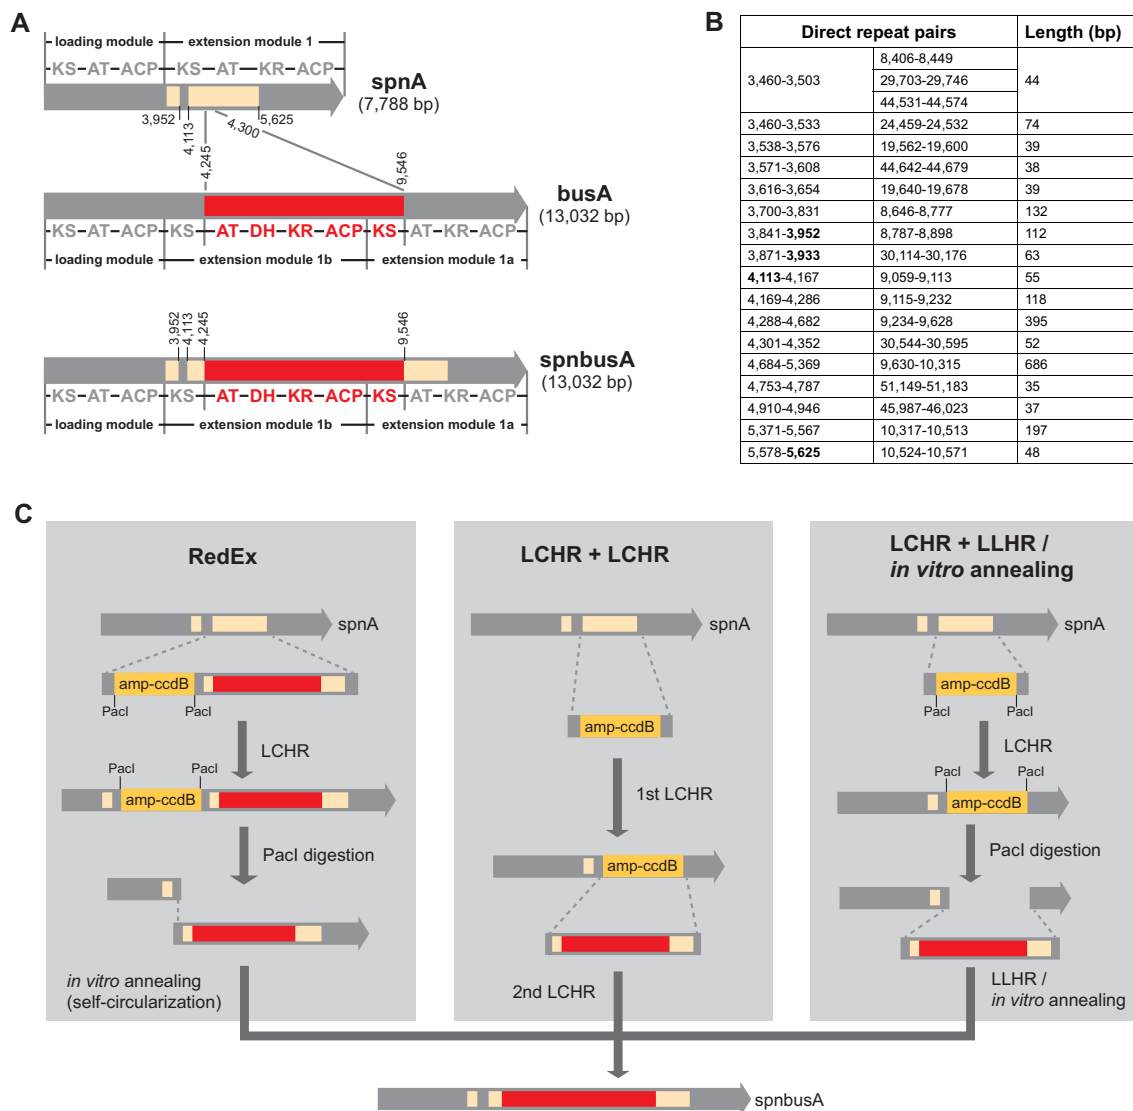 A
loading module
extension module 1
KS–AT–ACP–KS–AT–KR–ACP
spnA
(7,788 bp)
3,952
4,113
4,245
4,300
5,625
9,546
busA
(13,032 bp)
KS–AT–ACP–KS–AT–DH–KR–ACP–KS–AT–KR–ACP
loading module
extension module 1b
extension module 1a
3,952
4,113
4,245
9,546
spnbusA
(13,032 bp)
KS–AT–ACP–KS–AT–DH–KR–ACP–KS–AT–KR–ACP
loading module
extension module 1b
extension module 1a
B
Direct repeat pairs Length (bp)
3,460-3,503 8,406-8,449 44
29,703-29,746
44,531-44,574
3,460-3,533 24,459-24,532 74
3,538-3,576 19,562-19,600 39
3,571-3,608 44,642-44,679 38
3,616-3,654 19,640-19,678 39
3,700-3,831 8,646-8,777 132
3,841-3,952 8,787-8,898 112
3,871-3,933 30,114-30,176 63
4,113-4,167 9,059-9,113 55
4,169-4,286 9,115-9,232 118
4,288-4,682 9,234-9,628 395
4,301-4,352 30,544-30,595 52
4,684-5,369 9,630-10,315 686
4,753-4,787 51,149-51,183 35
4,910-4,946 45,987-46,023 37
5,371-5,567 10,317-10,513 197
5,578-5,625 10,524-10,571 48
C
RedEx
spnA
amp-ccdB
PacI
PacI
LCHR
PacI
PacI
amp-ccdB
PacI digestion
in vitro annealing
(self-circularization)
LCHR + LCHR
spnA
amp-ccdB
1st LCHR
amp-ccdB
2nd LCHR
LCHR + LLHR /
in vitro annealing
spnA
amp-ccdB
PacI
PacI
LCHR
PacI
PacI
amp-ccdB
PacI digestion
LLHR /
in vitro annealing
spnbusA